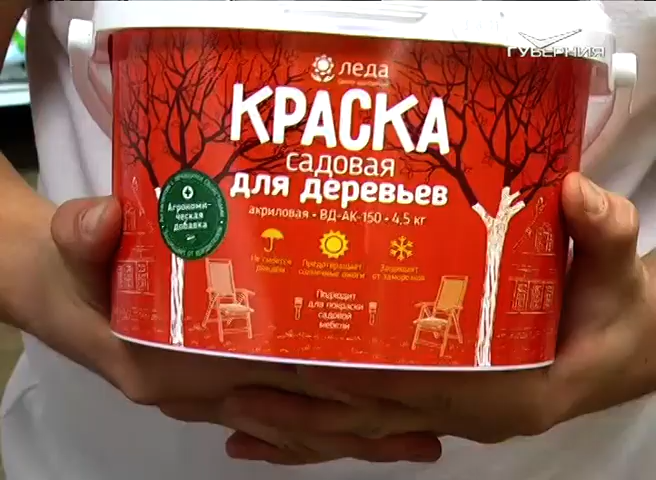 ГУБЕРНИЯ
леда
КРАСКА
садовая
для деревьев
акриловая • ВД-АК-150 • 4,5 кг
Агрономи-
ческая
добавка
Не смывается
дождём
Предотвращает
солнечные ожоги
Защищает
от заморозков
Подходит
для покраски
садовой
мебели